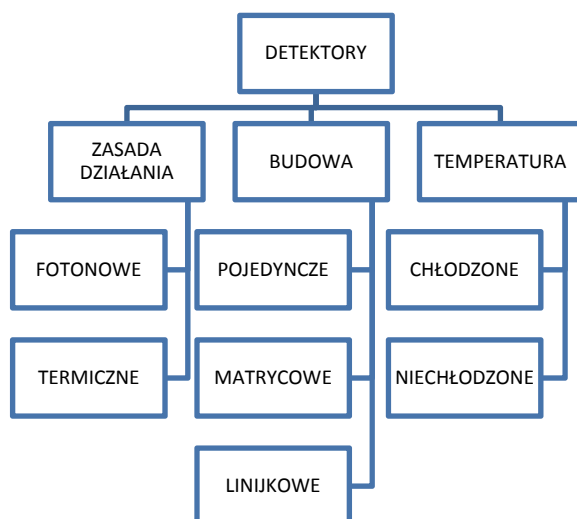 DETEKTORY
ZASADA
DZIAŁANIA
BUDOWA
TEMPERATURA
FOTONOWE
POJEDYNCZE
CHŁODZONE
TERMICZNE
MATRYCOWE
NIECHŁODZONE
LINIJKOWE